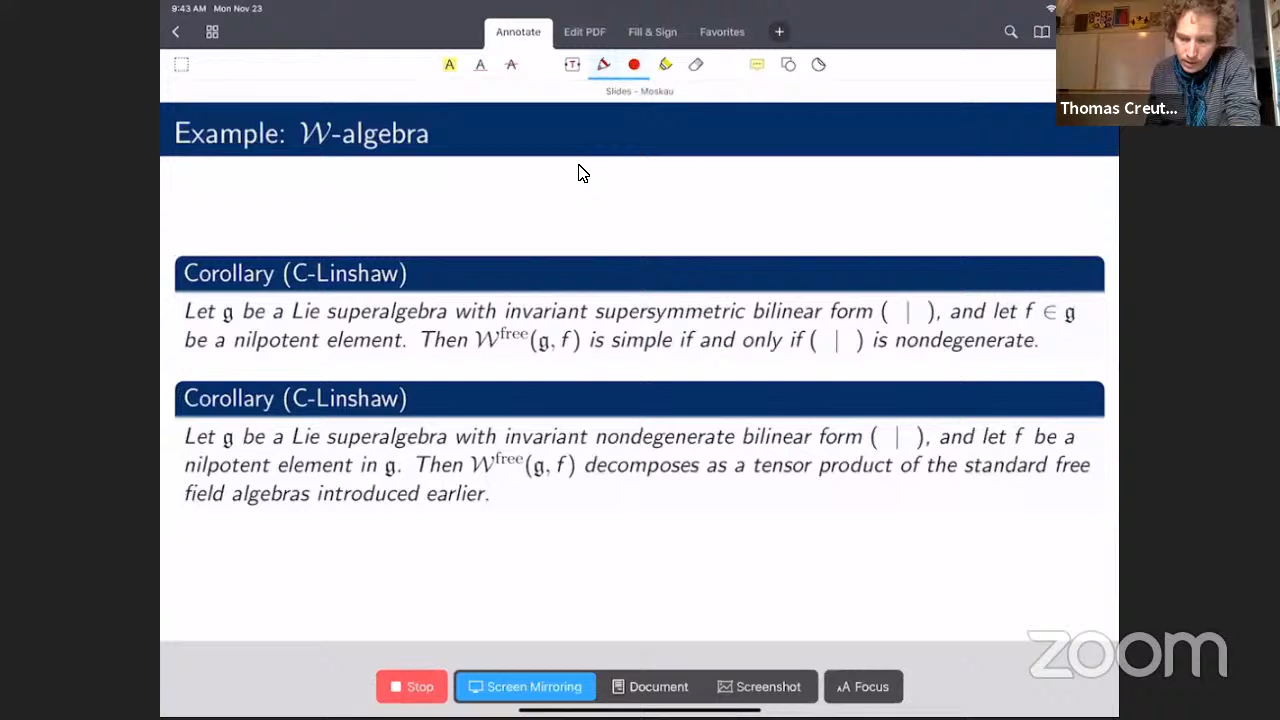 9:43 AM Mon Nov 23
Annotate Edit PDF Fill & Sign Favorites +
A A A T
Slides - Moskau
Thomas Creut...
Example: 𝒲-algebra
Corollary (C-Linshaw)
Let 𝔤 be a Lie superalgebra with invariant supersymmetric bilinear form ( | ), and let f ∈ 𝔤
be a nilpotent element. Then 𝒲^free(𝔤, f) is simple if and only if ( | ) is nondegenerate.
Corollary (C-Linshaw)
Let 𝔤 be a Lie superalgebra with invariant nondegenerate bilinear form ( | ), and let f be a
nilpotent element in 𝔤. Then 𝒲^free(𝔤, f) decomposes as a tensor product of the standard free
field algebras introduced earlier.
zoom
Stop Screen Mirroring Document Screenshot AA Focus